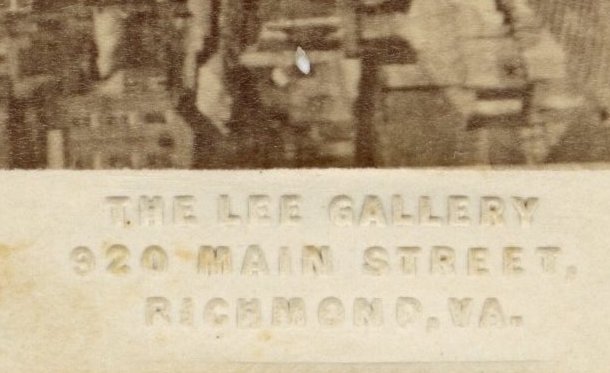 THE LEE GALLERY
920 MAIN STREET,
RICHMOND, VA.